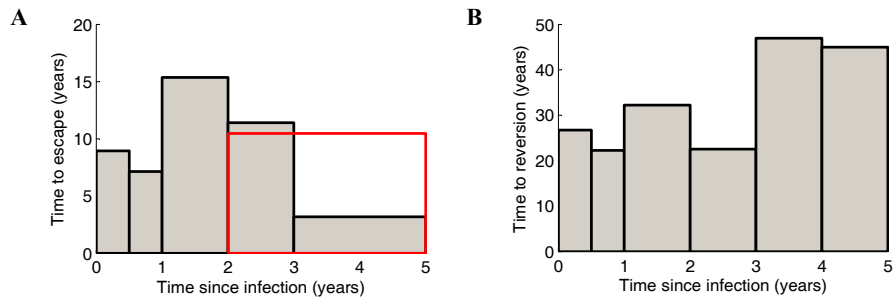 A
B
Time to escape (years)
20
15
10
5
0
0 1 2 3 4 5
Time since infection (years)
Time to reversion (years)
50
40
30
20
10
0
0 1 2 3 4 5
Time since infection (years)